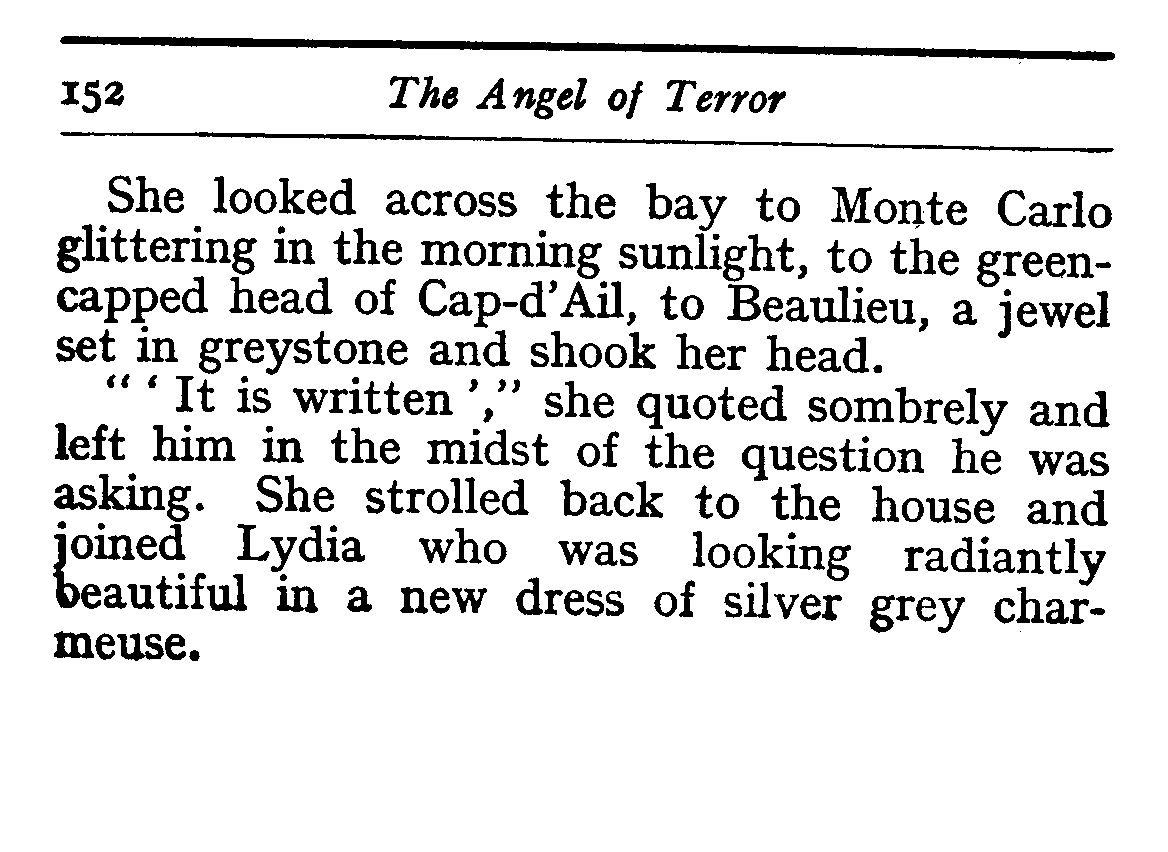 152 The Angel of Terror
She looked across the bay to Monte Carlo
glittering in the morning sunlight, to the green-
capped head of Cap-d'Ail, to Beaulieu, a jewel
set in greystone and shook her head.
"'It is written'," she quoted sombrely and
left him in the midst of the question he was
asking. She strolled back to the house and
joined Lydia who was looking radiantly
beautiful in a new dress of silver grey char-
meuse.